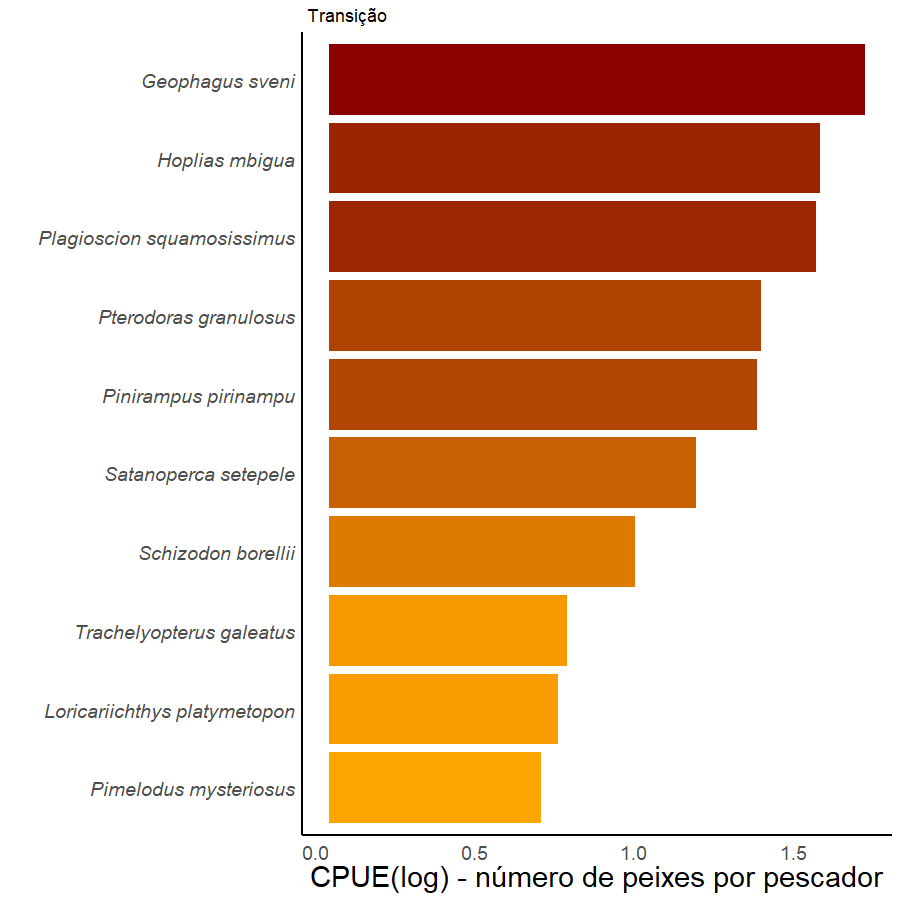 Transição
Geophagus sveni
Hoplias mbigua
Plagioscion squamosissimus
Pterodoras granulosus
Pinirampus pirinampu
Satanoperca setepele
Schizodon borellii
Trachelyopterus galeatus
Loricariichthys platymetopon
Pimelodus mysteriosus
0.0 0.5 1.0 1.5
CPUE(log) - número de peixes por pescador